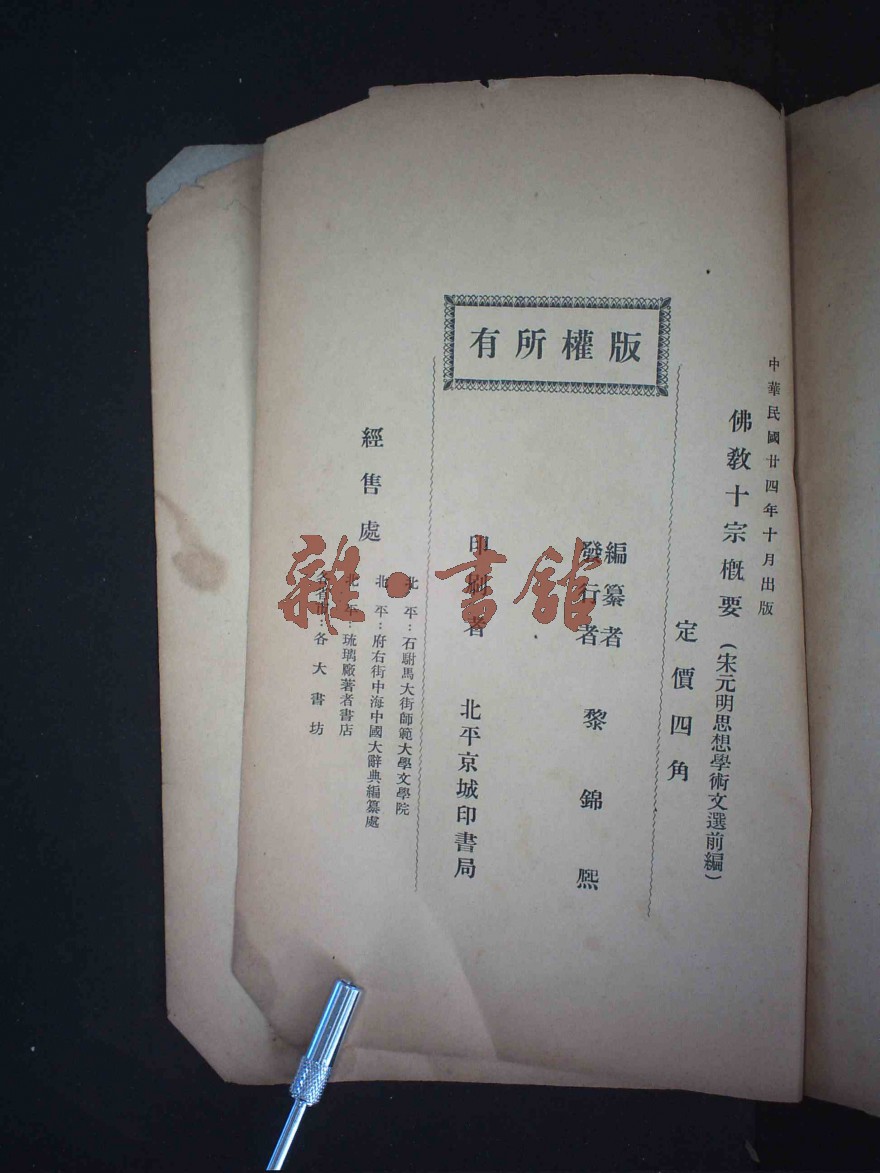 中華民國廿四年十月出版
佛教十宗概要（宋元明思想學術文選前編）
定價四角
版權所有
編纂者
發行者
黎錦熙
印刷者 北平京城印書局
經售處
北平：石駙馬大街師範大學文學院
北平：府右街中海中國大辭典編纂處
北平：琉璃廠著者書店
各省市：各大書坊
雜·書館